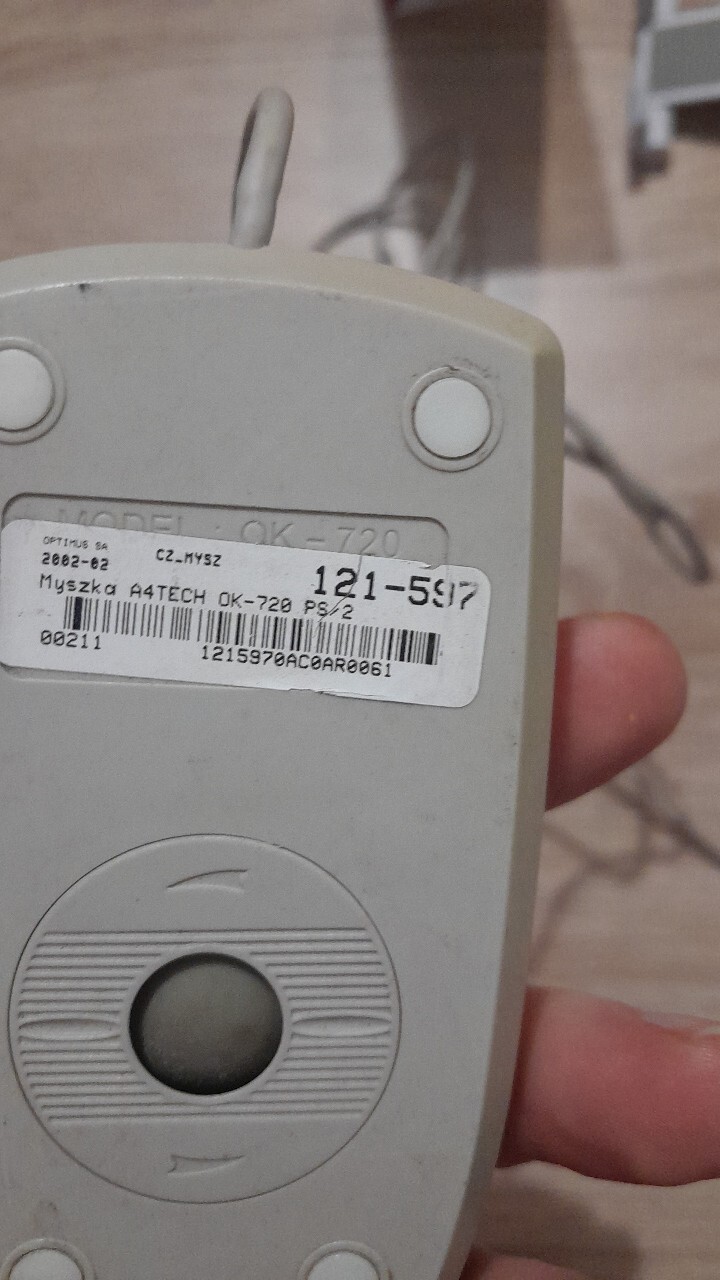 MODEL : OK-720
OPTIMUS SA
2002-02 CZ_MYSZ 121-597
Myszka A4TECH OK-720 PS/2
00211 1215970AC0AR0061